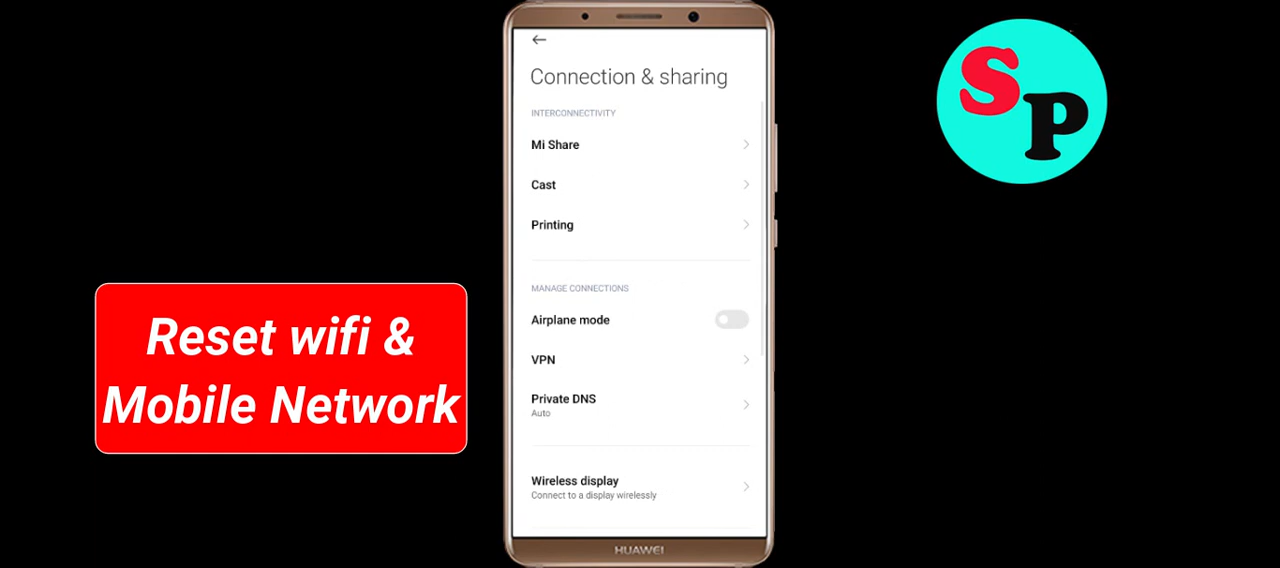 Connection & sharing
INTERCONNECTIVITY
Mi Share
Cast
Printing
MANAGE CONNECTIONS
Airplane mode
VPN
Private DNS
Auto
Wireless display
Connect to a display wirelessly
HUAWEI
Reset wifi &
Mobile Network
SP